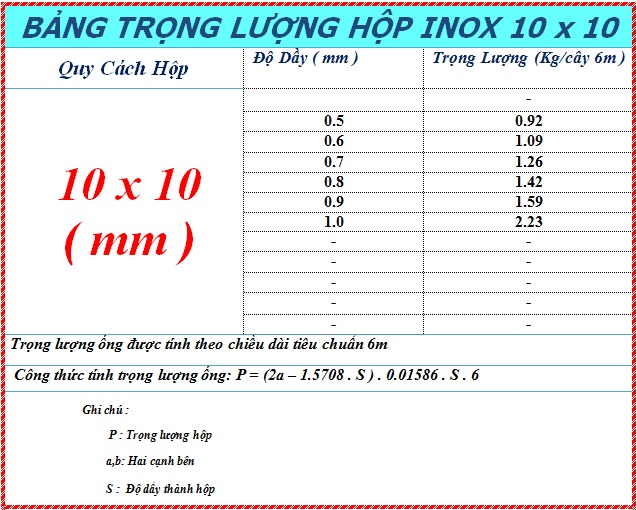 BẢNG TRỌNG LƯỢNG HỘP INOX 10 x 10
Quy Cách Hộp
Độ Dầy ( mm )
Trọng Lượng (Kg/cây 6m )
-
10 x 10
( mm )
0.5 0.92
0.6 1.09
0.7 1.26
0.8 1.42
0.9 1.59
1.0 2.23
- -
- -
- -
- -
- -
Trọng lượng ống được tính theo chiều dài tiêu chuẩn 6m
Công thức tính trọng lượng ống: P = (2a – 1.5708 . S ) . 0.01586 . S . 6
Ghi chú :
P : Trọng lượng hộp
a,b: Hai cạnh bên
S : Độ dầy thành hộp